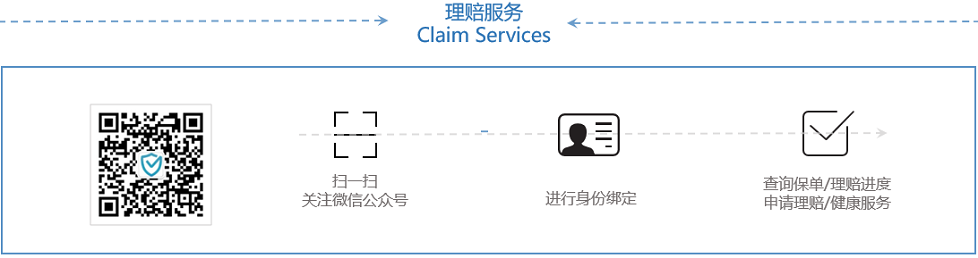 理赔服务
Claim Services
扫一扫
关注微信公众号
进行身份绑定
查询保单/理赔进度
申请理赔/健康服务